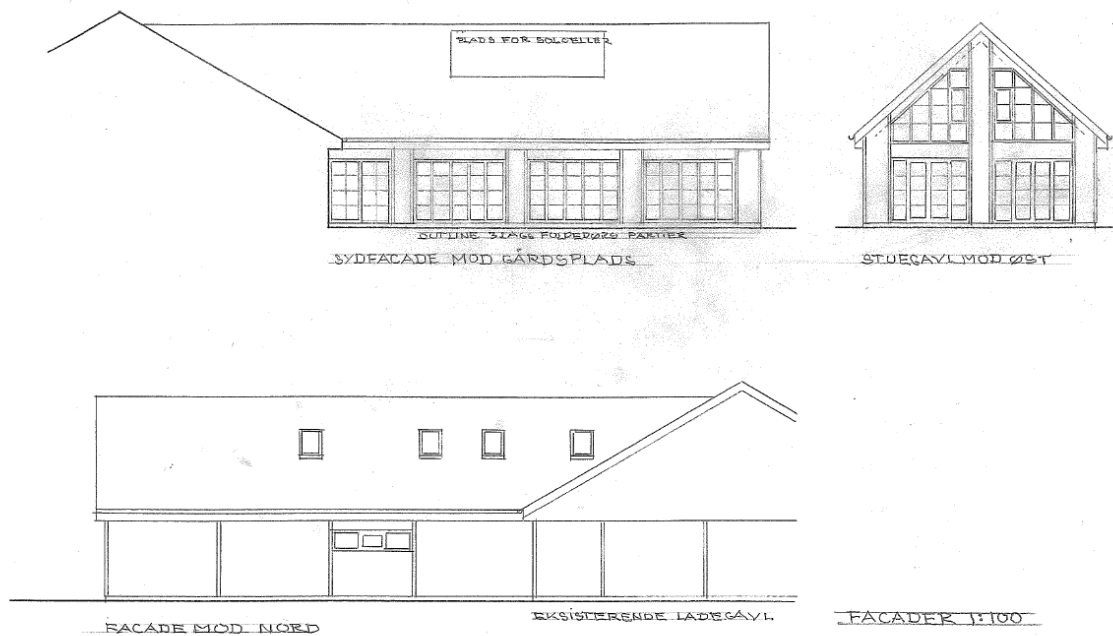 PLADS FOR SOLCELLER
OUTLINE 3 LAGS FOLDEDØRS PARTIER
SYDFACADE MOD GÅRDSPLADS
STUEGAVL MOD ØST
FACADE MOD NORD
EKSISTERENDE LADEGAVL
FACADER 1:100